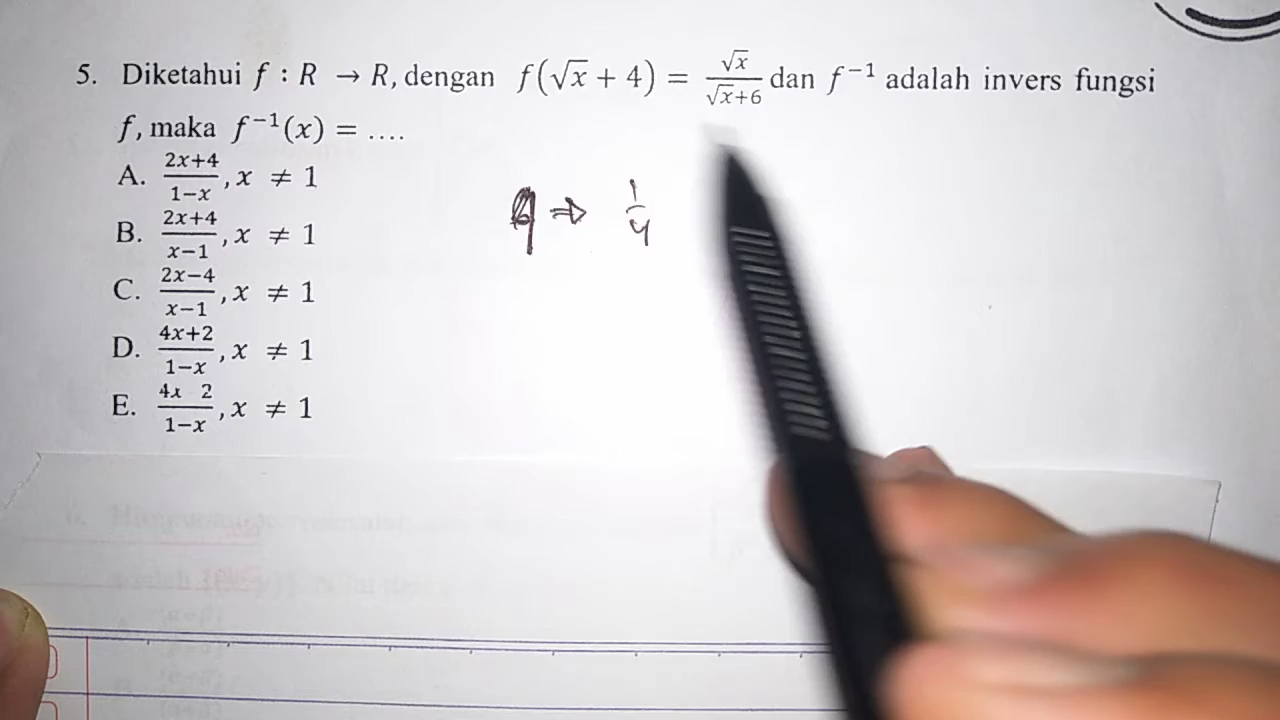 5. Diketahui f : R → R, dengan f(√x + 4) = √x/(√x+6) dan f⁻¹ adalah invers fungsi
f, maka f⁻¹(x) = ....
A. (2x+4)/(1−x), x ≠ 1
B. (2x+4)/(x−1), x ≠ 1
C. (2x−4)/(x−1), x ≠ 1
D. (4x+2)/(1−x), x ≠ 1
E. (4x 2)/(1−x), x ≠ 1
⇒ 1/4